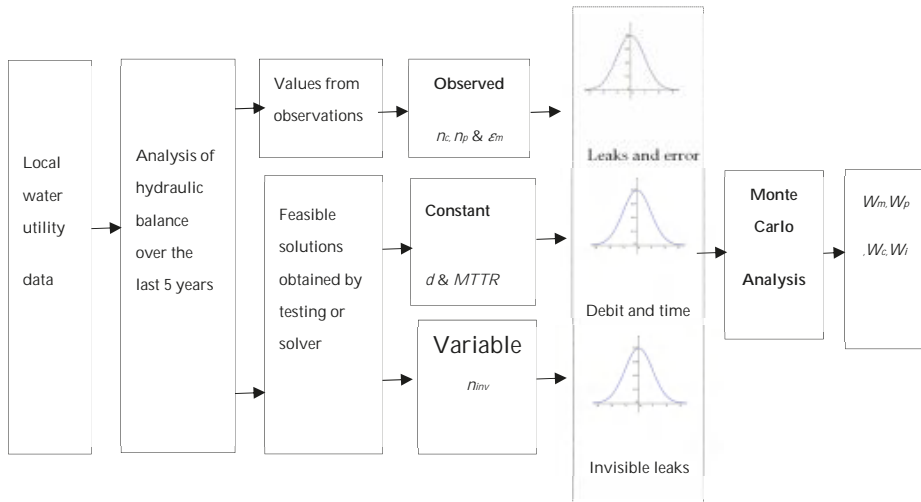 Local
water
utility
data
Analysis of
hydraulic
balance
over the
last 5 years
Values from
observations
Feasible
solutions
obtained by
testing or
solver
Observed
nc, np & εm
Constant
d & MTTR
Variable
ninv
Leaks and error
Debit and time
Invisible leaks
Monte
Carlo
Analysis
Wm, Wp
,Wc, Wi